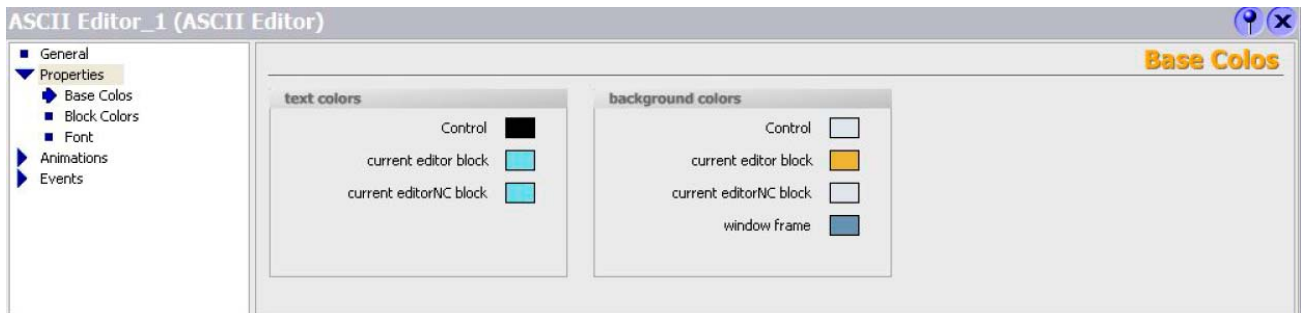 ASCII Editor_1 (ASCII Editor)
General
Properties
Base Colos
Block Colors
Font
Animations
Events
Base Colos
text colors
Control
current editor block
current editorNC block
background colors
Control
current editor block
current editorNC block
window frame